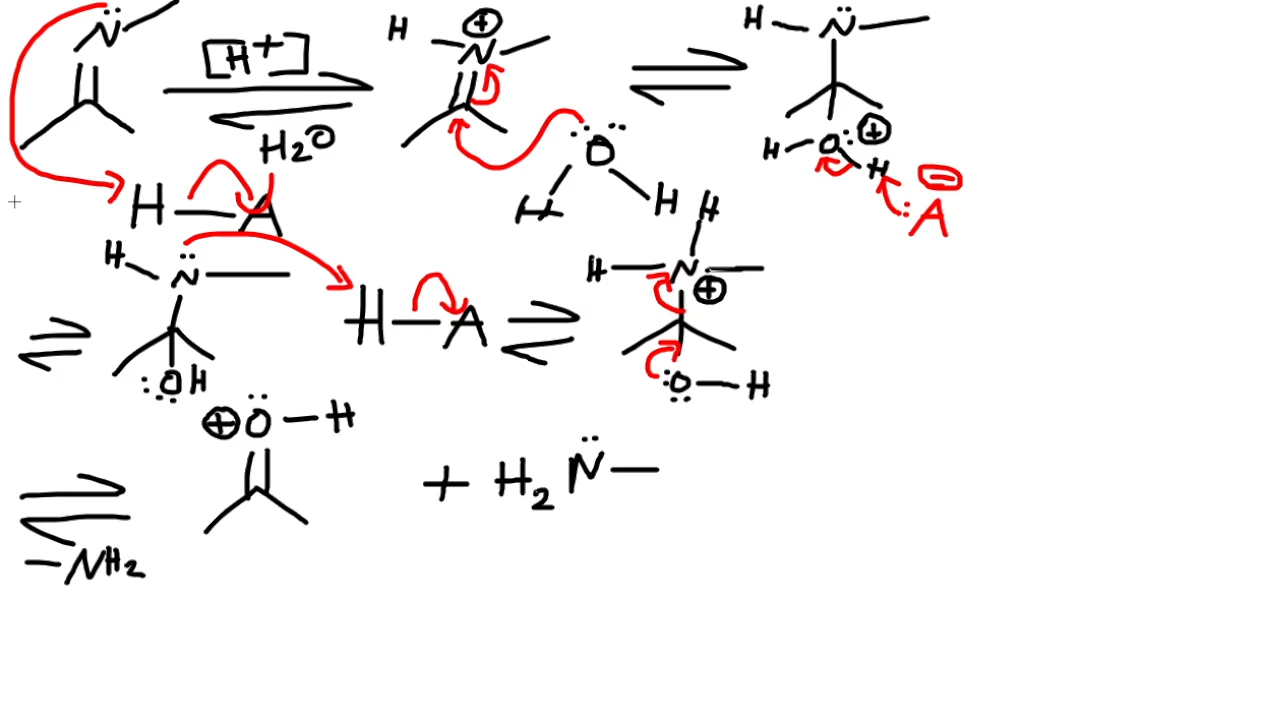 N [H+] H ⊕ N H N
H2O O H O ⊕ H
H A H H H ⊖ A
H N H A H N ⊕
OH O H
⊕ O H
+ H2N
NH2